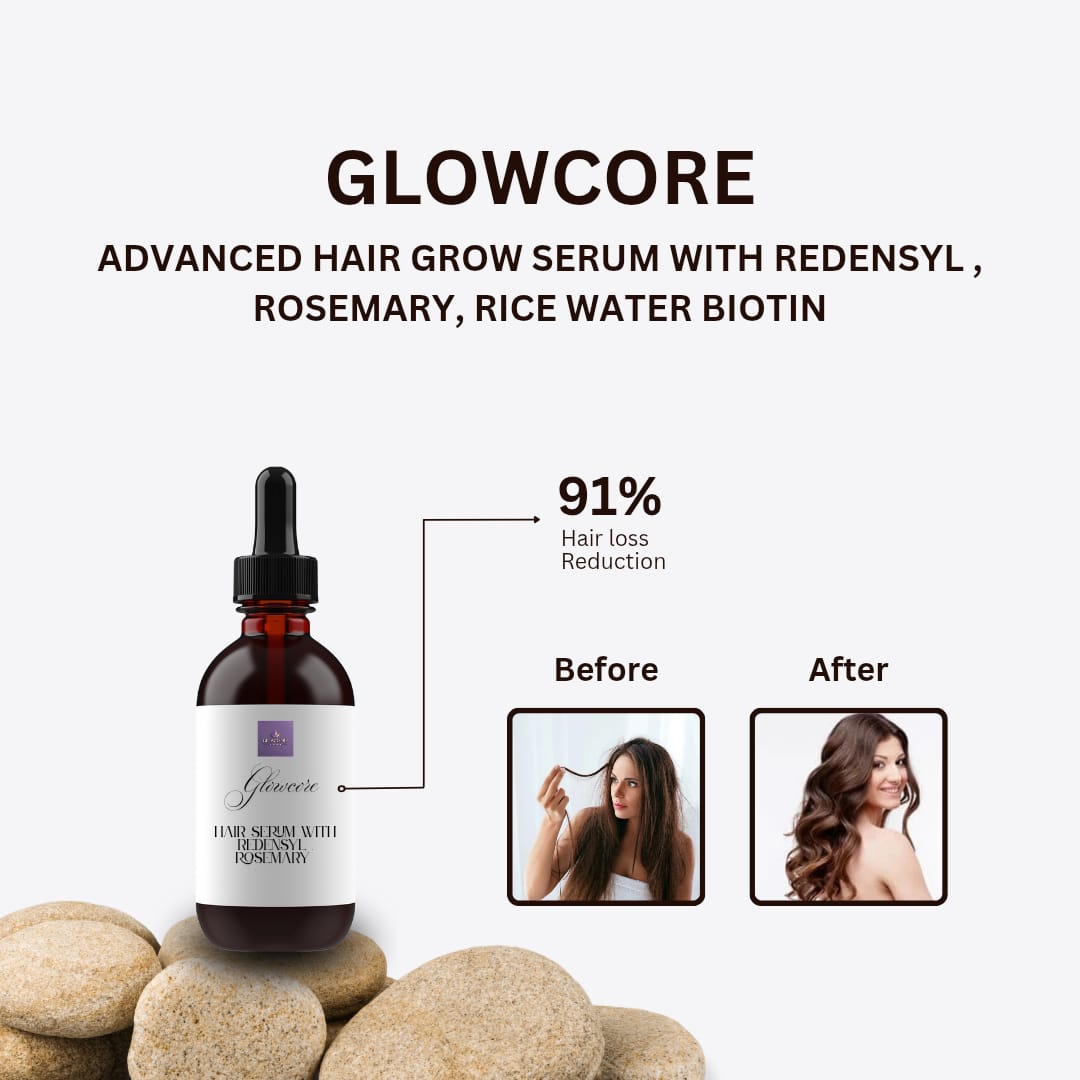 GLOWCORE
ADVANCED HAIR GROW SERUM WITH REDENSYL ,
ROSEMARY, RICE WATER BIOTIN
91%
Hair loss
Reduction
Before
After
Glowcore
HAIR SERUM WITH
REDENSYL
ROSEMARY